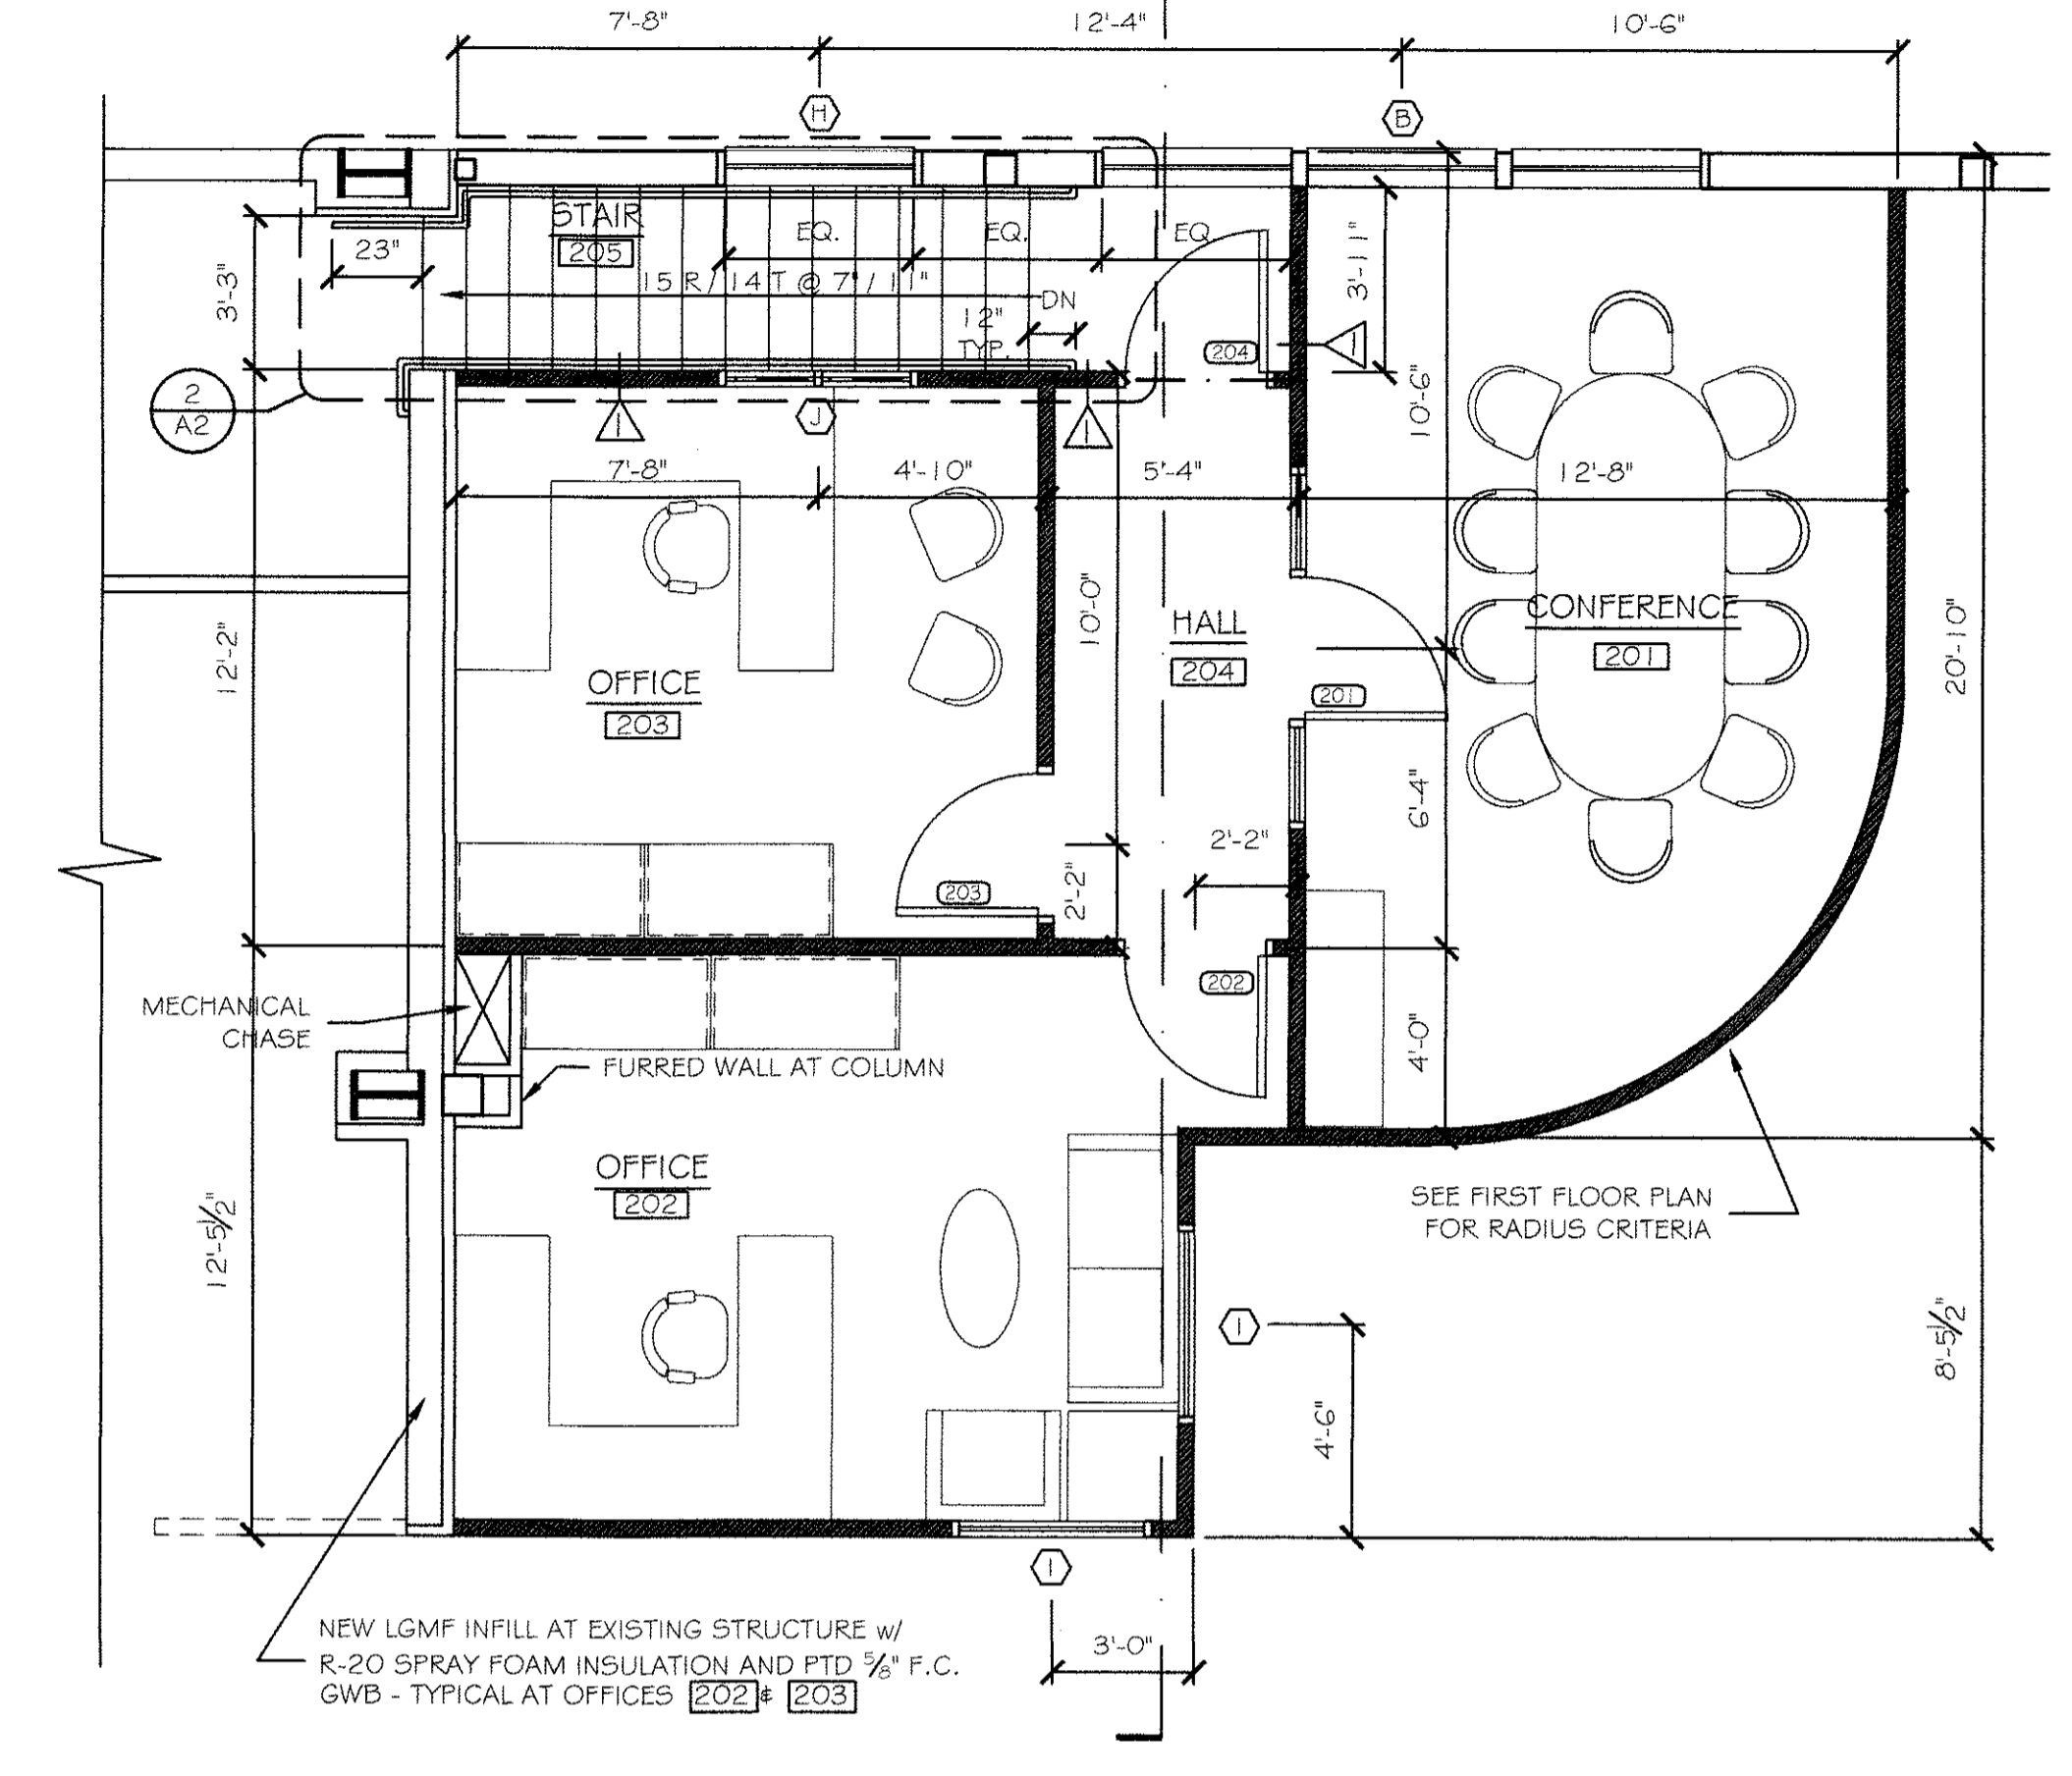 7'-8"
12'-4"
10'-6"
H
B
STAIR
205
EQ.
EQ.
EQ.
23"
15 R / 14 T @ 7" / 11"
DN
12"
TYP.
3'-3"
3'-11"
204
1
2
A2
1
J
1
10'-6"
7'-8"
4'-10"
5'-4"
12'-8"
12'-2"
10'-0"
HALL
204
CONFERENCE
201
20'-10"
OFFICE
203
201
6'-4"
2'-2"
203
2'-2"
202
MECHANICAL
CHASE
4'-0"
FURRED WALL AT COLUMN
OFFICE
202
SEE FIRST FLOOR PLAN
FOR RADIUS CRITERIA
12'-5½"
1
8'-5½"
4'-6"
1
NEW LGMF INFILL AT EXISTING STRUCTURE w/
R-20 SPRAY FOAM INSULATION AND PTD ⅝" F.C.
GWB - TYPICAL AT OFFICES 202 & 203
3'-0"